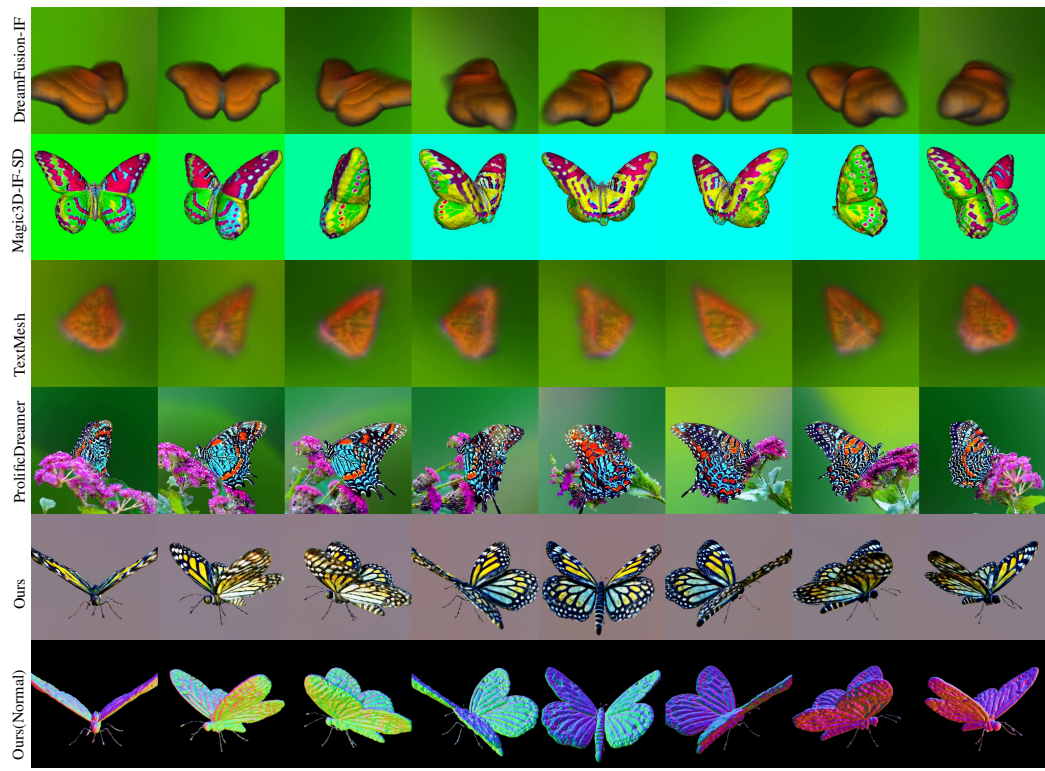 DreamFusion-IF
Magic3D-IF-SD
TextMesh
ProlificDreamer
Ours
Ours(Normal)